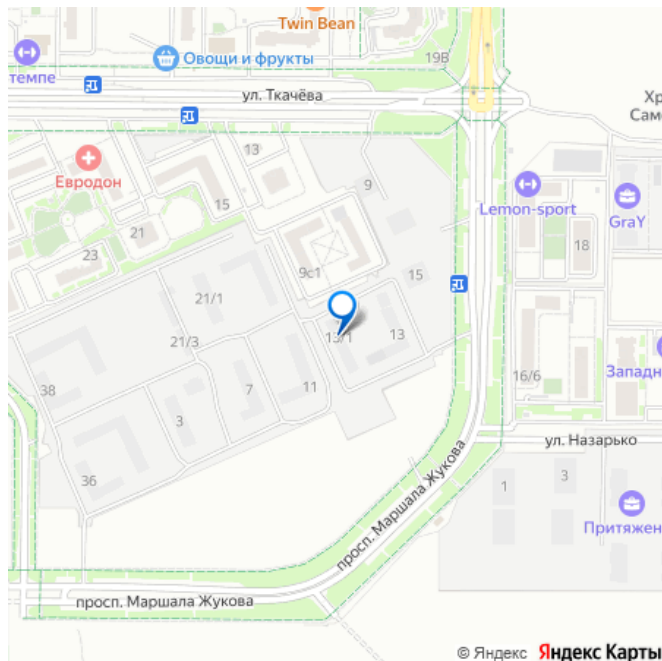 Twin Bean
темпе
Овощи и фрукты
19В
ул. Ткачёва
Хр
Само
13
Евродон
9
15
Lemon-sport
GraY
21
23
18
9с1
15
21/1
13/1
13
21/3
38
11
7
16/6
Западн
3
ул. Назарько
36
просп. Маршала Жукова
1
3
Притяжен
просп. Маршала Жукова
© Яндекс Яндекс Карты